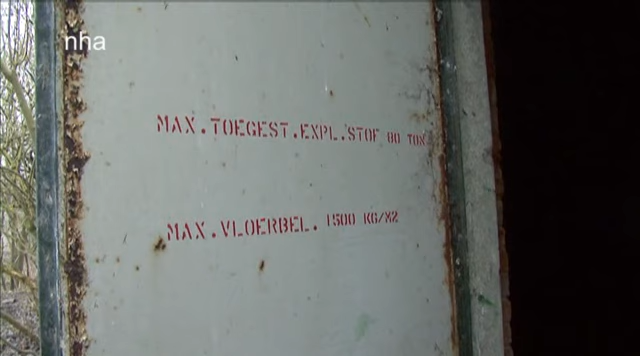 nha
MAX.TOEGEST.EXPL.STOF 80 TON.
MAX.VLOERBEL. 1500 KG/M2